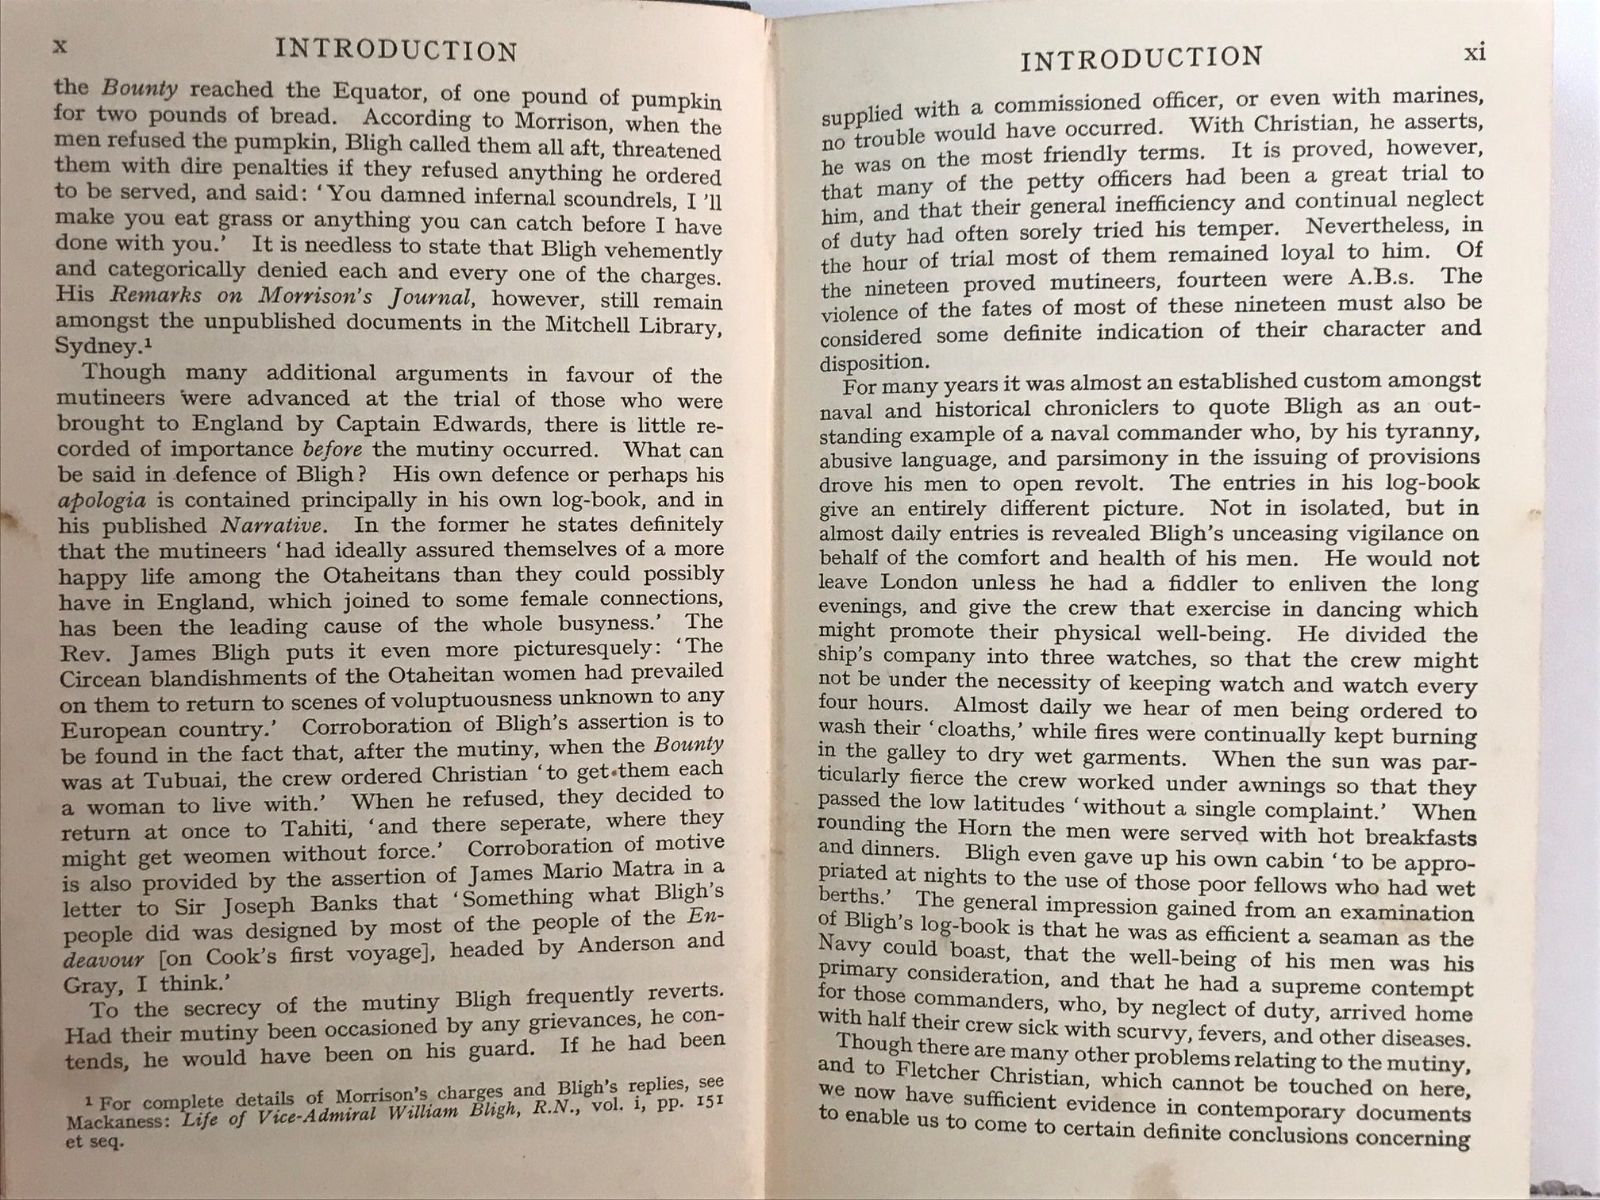 x
INTRODUCTION
the Bounty reached the Equator, of one pound of pumpkin
for two pounds of bread. According to Morrison, when the
men refused the pumpkin, Bligh called them all aft, threatened
them with dire penalties if they refused anything he ordered
to be served, and said: ‘You damned infernal scoundrels, I ’ll
make you eat grass or anything you can catch before I have
done with you.’ It is needless to state that Bligh vehemently
and categorically denied each and every one of the charges.
His Remarks on Morrison’s Journal, however, still remain
amongst the unpublished documents in the Mitchell Library,
Sydney.¹
Though many additional arguments in favour of the
mutineers were advanced at the trial of those who were
brought to England by Captain Edwards, there is little re-
corded of importance before the mutiny occurred. What can
be said in defence of Bligh? His own defence or perhaps his
apologia is contained principally in his own log-book, and in
his published Narrative. In the former he states definitely
that the mutineers ‘had ideally assured themselves of a more
happy life among the Otaheitans than they could possibly
have in England, which joined to some female connections,
has been the leading cause of the whole busyness.’ The
Rev. James Bligh puts it even more picturesquely: ‘The
Circean blandishments of the Otaheitan women had prevailed
on them to return to scenes of voluptuousness unknown to any
European country.’ Corroboration of Bligh’s assertion is to
be found in the fact that, after the mutiny, when the Bounty
was at Tubuai, the crew ordered Christian ‘to get them each
a woman to live with.’ When he refused, they decided to
return at once to Tahiti, ‘and there seperate, where they
might get weomen without force.’ Corroboration of motive
is also provided by the assertion of James Mario Matra in a
letter to Sir Joseph Banks that ‘Something what Bligh’s
people did was designed by most of the people of the En-
deavour [on Cook’s first voyage], headed by Anderson and
Gray, I think.’
To the secrecy of the mutiny Bligh frequently reverts.
Had their mutiny been occasioned by any grievances, he con-
tends, he would have been on his guard. If he had been
¹ For complete details of Morrison’s charges and Bligh’s replies, see
Mackaness: Life of Vice-Admiral William Bligh, R.N., vol. i, pp. 151
et seq.
INTRODUCTION
xi
supplied with a commissioned officer, or even with marines,
no trouble would have occurred. With Christian, he asserts,
he was on the most friendly terms. It is proved, however,
that many of the petty officers had been a great trial to
him, and that their general inefficiency and continual neglect
of duty had often sorely tried his temper. Nevertheless, in
the hour of trial most of them remained loyal to him. Of
the nineteen proved mutineers, fourteen were A.B.s. The
violence of the fates of most of these nineteen must also be
considered some definite indication of their character and
disposition.
For many years it was almost an established custom amongst
naval and historical chroniclers to quote Bligh as an out-
standing example of a naval commander who, by his tyranny,
abusive language, and parsimony in the issuing of provisions
drove his men to open revolt. The entries in his log-book
give an entirely different picture. Not in isolated, but in
almost daily entries is revealed Bligh’s unceasing vigilance on
behalf of the comfort and health of his men. He would not
leave London unless he had a fiddler to enliven the long
evenings, and give the crew that exercise in dancing which
might promote their physical well-being. He divided the
ship’s company into three watches, so that the crew might
not be under the necessity of keeping watch and watch every
four hours. Almost daily we hear of men being ordered to
wash their ‘cloaths,’ while fires were continually kept burning
in the galley to dry wet garments. When the sun was par-
ticularly fierce the crew worked under awnings so that they
passed the low latitudes ‘without a single complaint.’ When
rounding the Horn the men were served with hot breakfasts
and dinners. Bligh even gave up his own cabin ‘to be appro-
priated at nights to the use of those poor fellows who had wet
berths.’ The general impression gained from an examination
of Bligh’s log-book is that he was as efficient a seaman as the
Navy could boast, that the well-being of his men was his
primary consideration, and that he had a supreme contempt
for those commanders, who, by neglect of duty, arrived home
with half their crew sick with scurvy, fevers, and other diseases.
Though there are many other problems relating to the mutiny,
and to Fletcher Christian, which cannot be touched on here,
we now have sufficient evidence in contemporary documents
to enable us to come to certain definite conclusions concerning